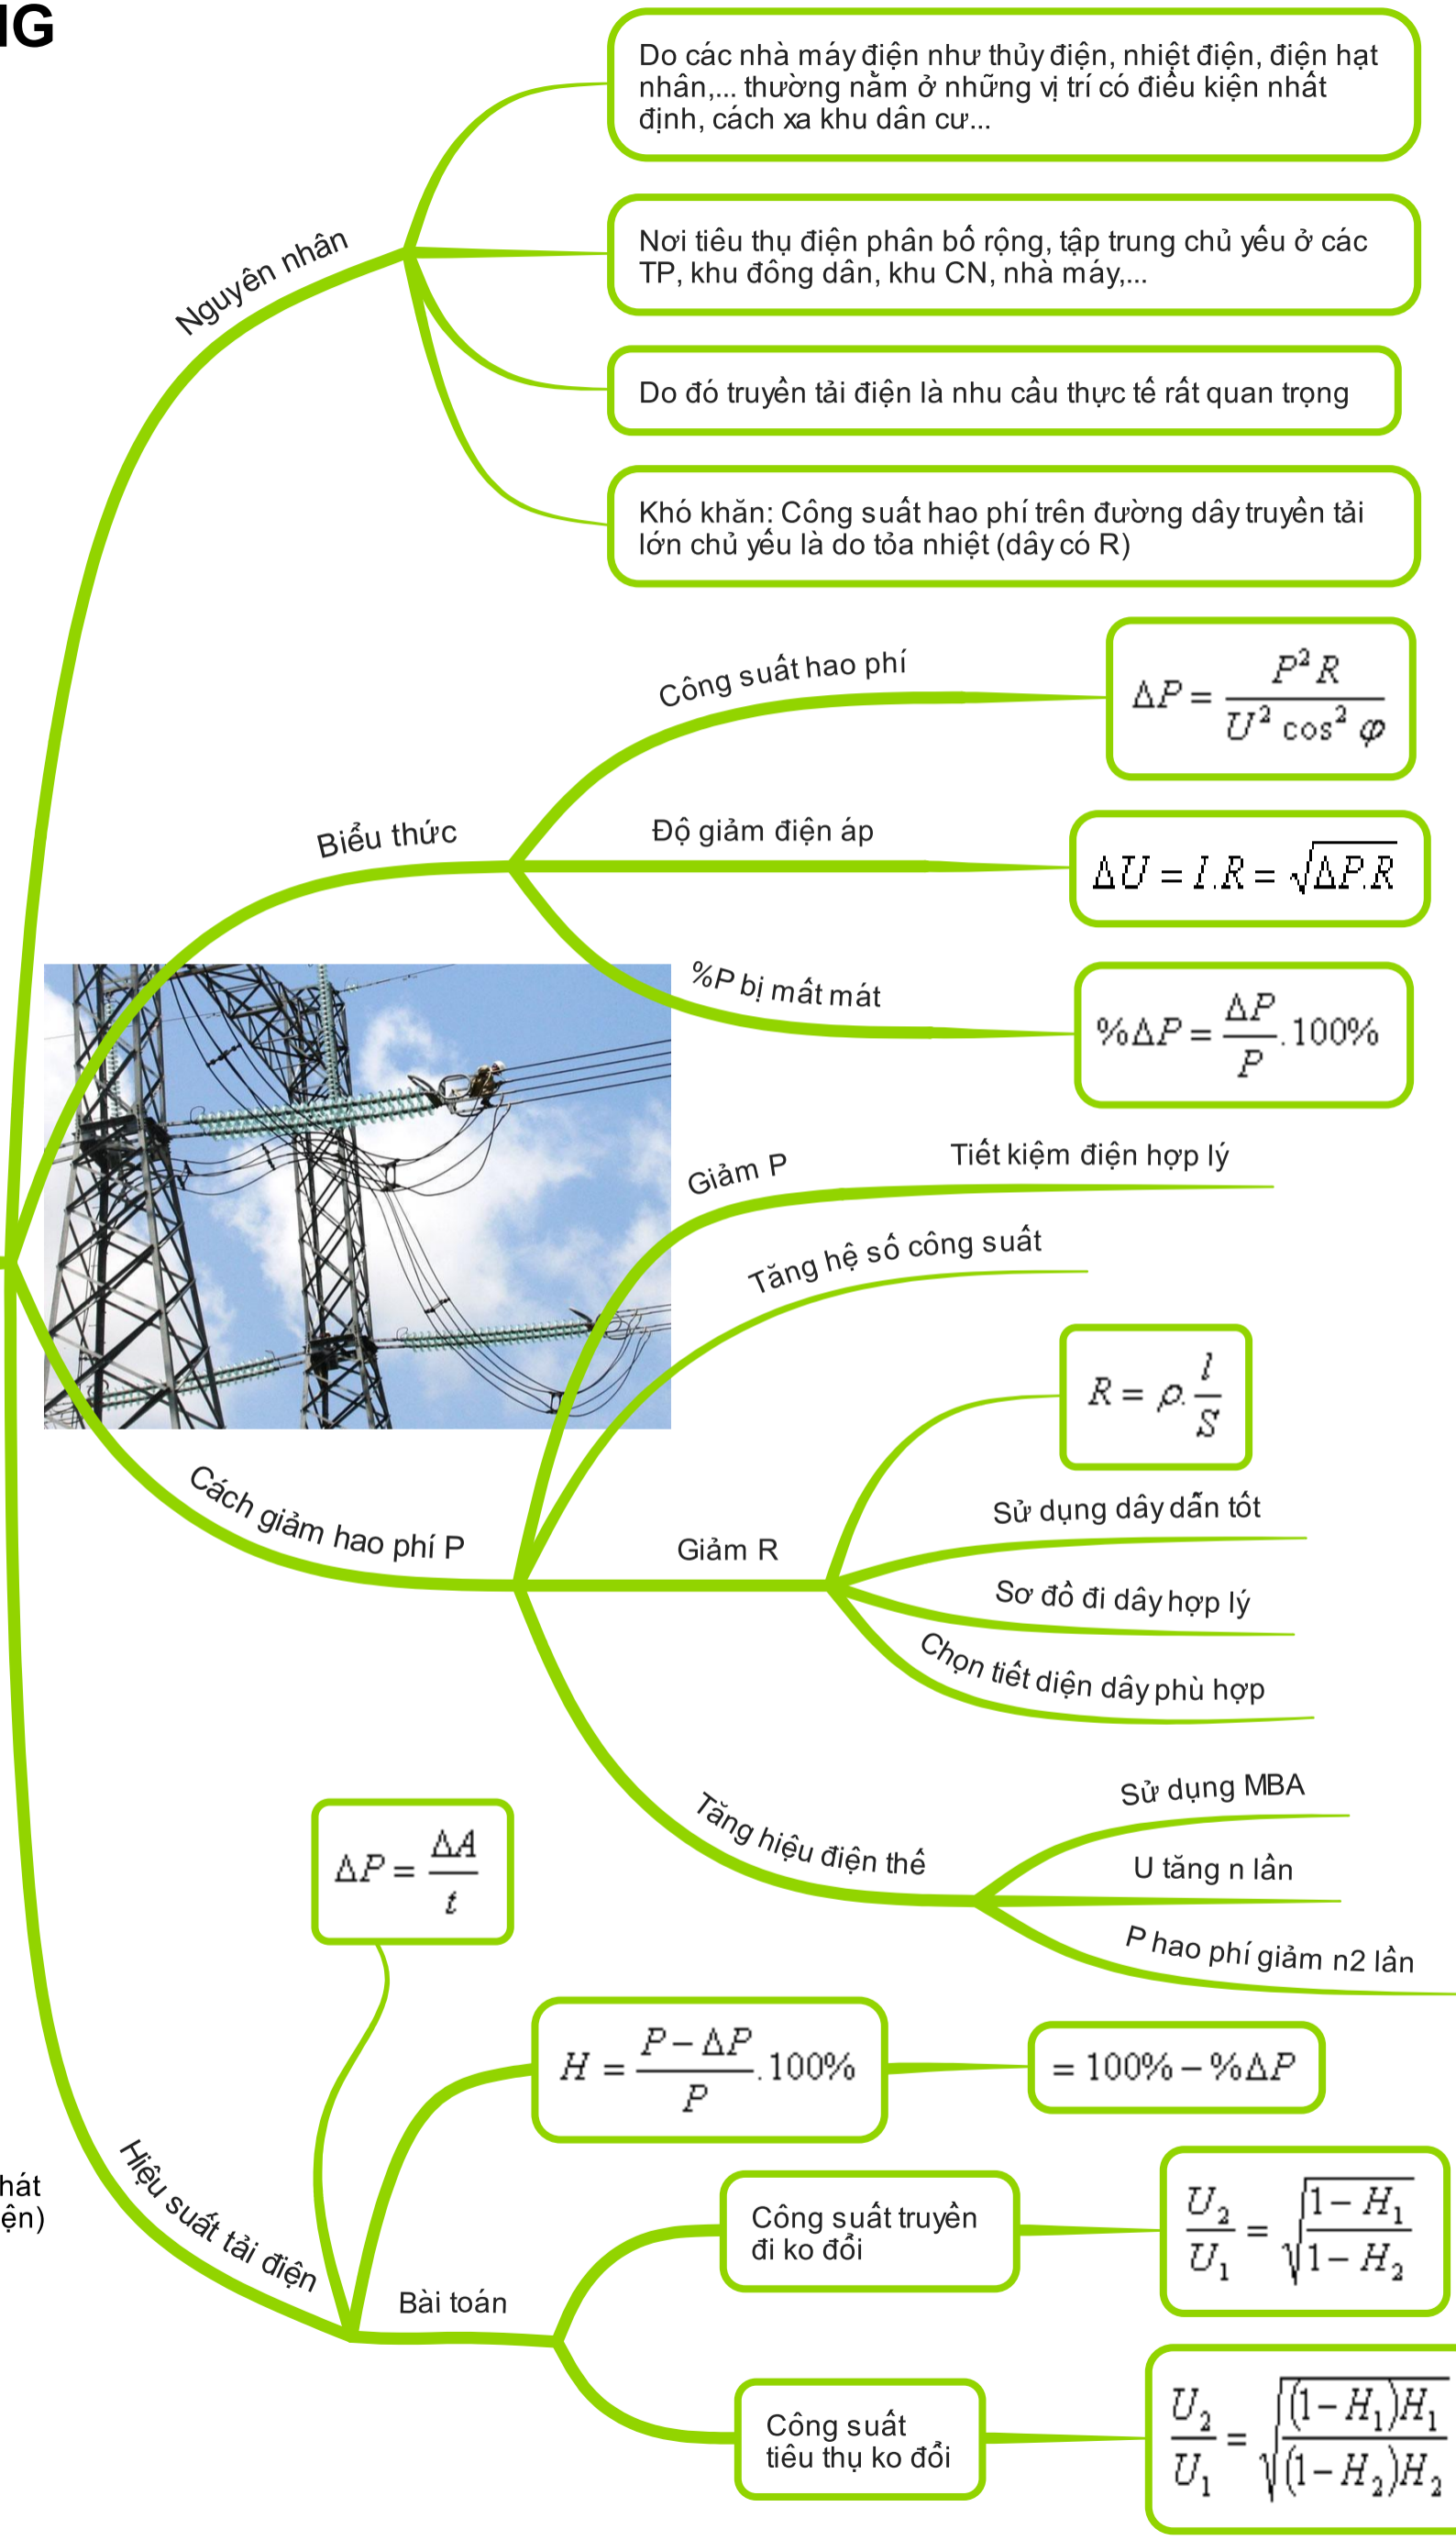 NG
Do các nhà máy điện như thủy điện, nhiệt điện, điện hạt
nhân,... thường nằm ở những vị trí có điều kiện nhất
định, cách xa khu dân cư...
Nguyên nhân
Nơi tiêu thụ điện phân bố rộng, tập trung chủ yếu ở các
TP, khu đông dân, khu CN, nhà máy,...
Do đó truyền tải điện là nhu cầu thực tế rất quan trọng
Khó khăn: Công suất hao phí trên đường dây truyền tải
lớn chủ yếu là do tỏa nhiệt (dây có R)
Biểu thức
Công suất hao phí
ΔP = P² R / U² cos² φ
Độ giảm điện áp
ΔU = I.R = √ΔP.R
%P bị mất mát
%ΔP = ΔP / P .100%
Cách giảm hao phí P
Giảm P
Tiết kiệm điện hợp lý
Tăng hệ số công suất
Giảm R
R = ρ. l / S
Sử dụng dây dẫn tốt
Sơ đồ đi dây hợp lý
Chọn tiết diện dây phù hợp
Tăng hiệu điện thế
Sử dụng MBA
U tăng n lần
P hao phí giảm n2 lần
Hiệu suất tải điện
ΔP = ΔA / t
H = P − ΔP / P .100%
= 100% − %ΔP
Bài toán
Công suất truyền
đi ko đổi
U₂ / U₁ = √(1 − H₁ / 1 − H₂)
Công suất
tiêu thụ ko đổi
U₂ / U₁ = √((1 − H₁)H₁ / (1 − H₂)H₂)
hát
ện)